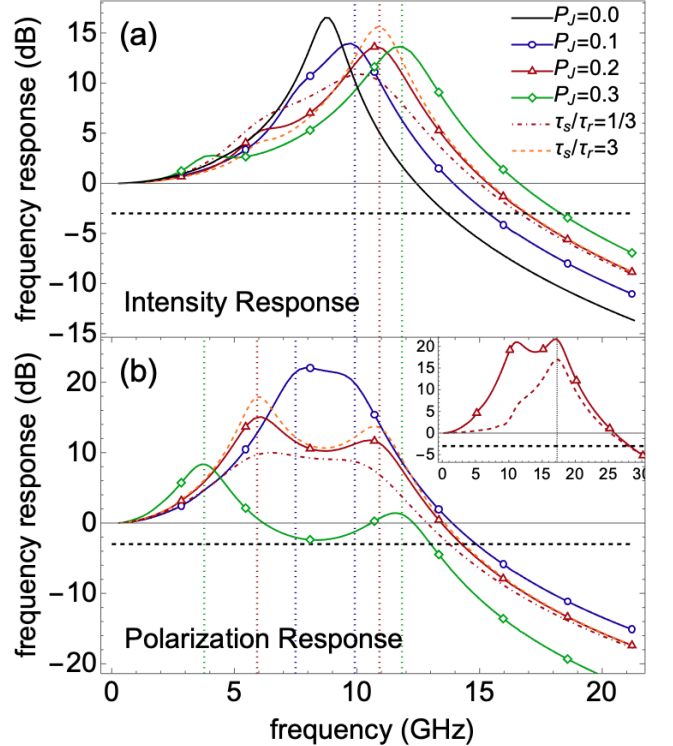 (a)
frequency response (dB)
15
10
5
0
−5
−10
−15
P_J=0.0
P_J=0.1
P_J=0.2
P_J=0.3
τ_s/τ_r=1/3
τ_s/τ_r=3
Intensity Response
(b)
frequency response (dB)
20
10
0
−10
−20
20
15
10
5
0
−5
0 5 10 15 20 25 30
Polarization Response
0 5 10 15 20
frequency (GHz)